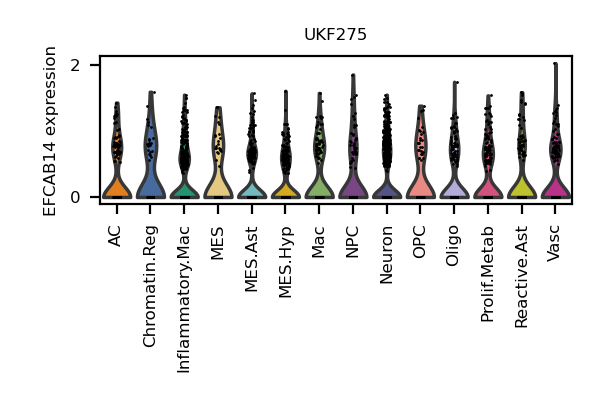 UKF275
EFCAB14 expression
2
0
AC
Chromatin.Reg
Inflammatory.Mac
MES
MES.Ast
MES.Hyp
Mac
NPC
Neuron
OPC
Oligo
Prolif.Metab
Reactive.Ast
Vasc